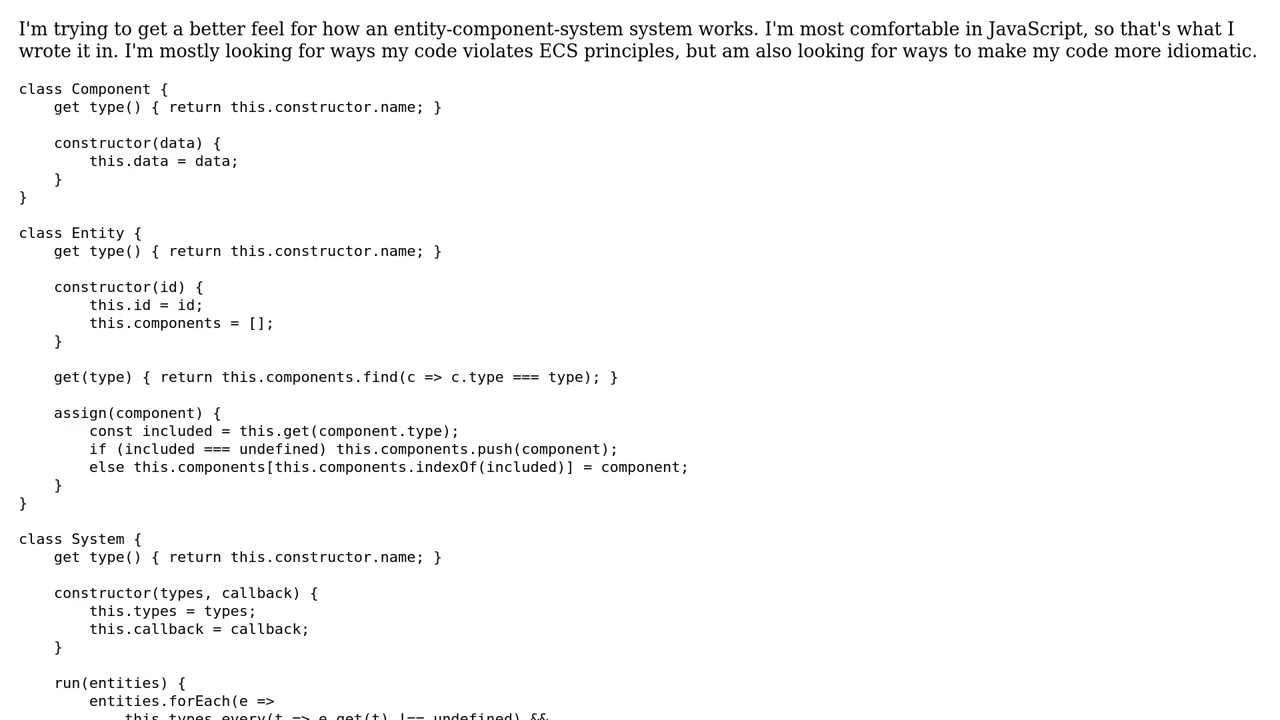 I'm trying to get a better feel for how an entity-component-system system works. I'm most comfortable in JavaScript, so that's what I
wrote it in. I'm mostly looking for ways my code violates ECS principles, but am also looking for ways to make my code more idiomatic.
class Component {
    get type() { return this.constructor.name; }
    constructor(data) {
        this.data = data;
    }
}
class Entity {
    get type() { return this.constructor.name; }
    constructor(id) {
        this.id = id;
        this.components = [];
    }
    get(type) { return this.components.find(c => c.type === type); }
    assign(component) {
        const included = this.get(component.type);
        if (included === undefined) this.components.push(component);
        else this.components[this.components.indexOf(included)] = component;
    }
}
class System {
    get type() { return this.constructor.name; }
    constructor(types, callback) {
        this.types = types;
        this.callback = callback;
    }
    run(entities) {
        entities.forEach(e =>
            this.types.every(t => e.get(t) !== undefined) &&